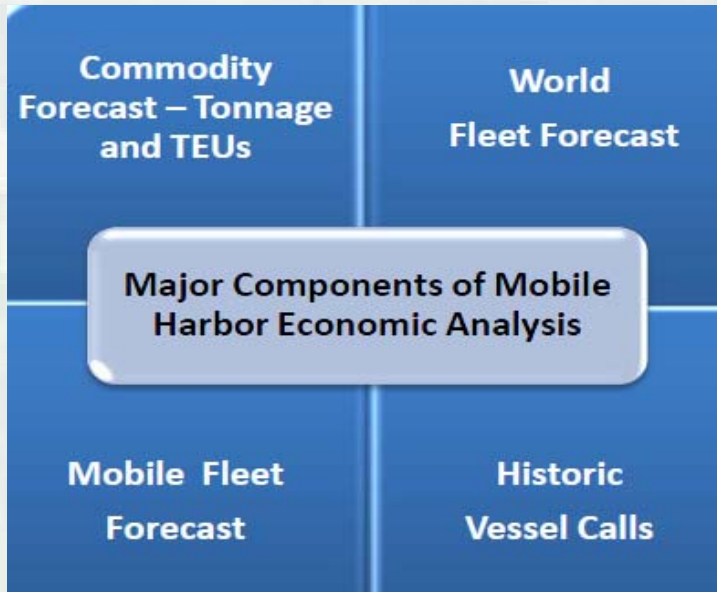 Commodity
Forecast – Tonnage
and TEUs
World
Fleet Forecast
Major Components of Mobile
Harbor Economic Analysis
Mobile Fleet
Forecast
Historic
Vessel Calls